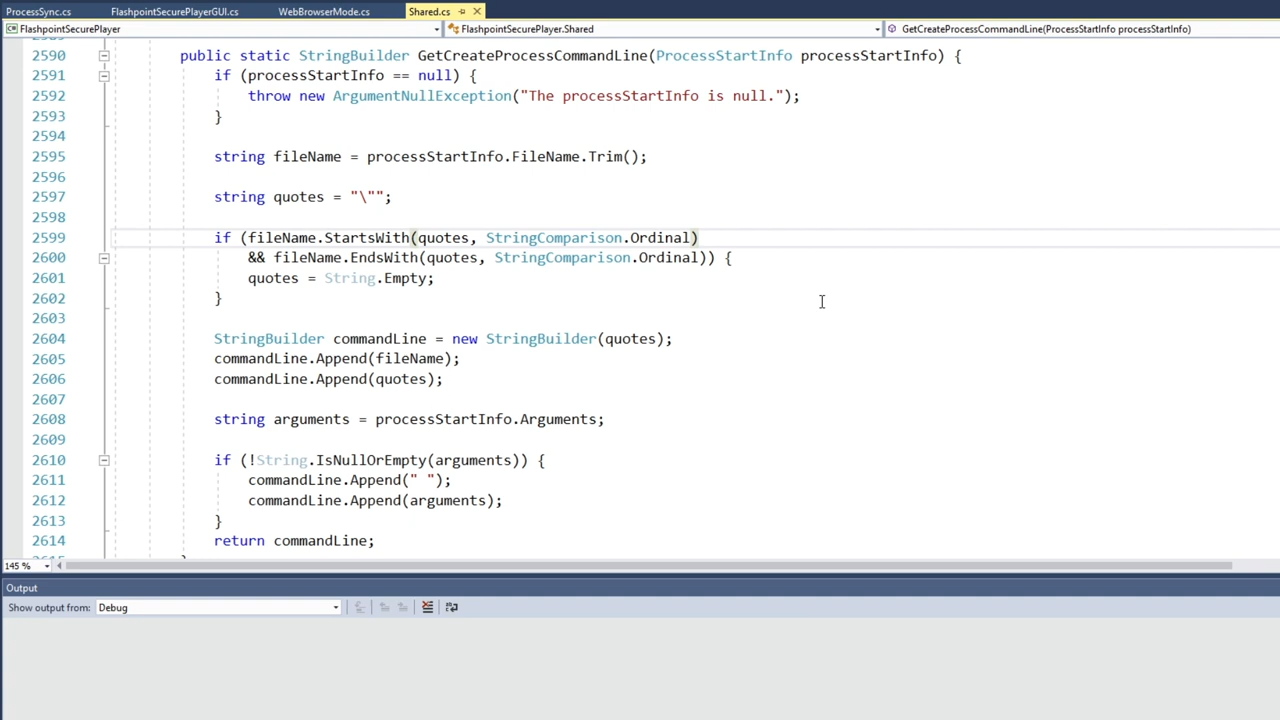 ProcessSync.cs FlashpointSecurePlayerGUI.cs WebBrowserMode.cs Shared.cs
FlashpointSecurePlayer FlashpointSecurePlayer.Shared GetCreateProcessCommandLine(ProcessStartInfo processStartInfo)
2590 public static StringBuilder GetCreateProcessCommandLine(ProcessStartInfo processStartInfo) {
2591 if (processStartInfo == null) {
2592 throw new ArgumentNullException("The processStartInfo is null.");
2593 }
2594
2595 string fileName = processStartInfo.FileName.Trim();
2596
2597 string quotes = "\"";
2598
2599 if (fileName.StartsWith(quotes, StringComparison.Ordinal)
2600 && fileName.EndsWith(quotes, StringComparison.Ordinal)) {
2601 quotes = String.Empty;
2602 }
2603
2604 StringBuilder commandLine = new StringBuilder(quotes);
2605 commandLine.Append(fileName);
2606 commandLine.Append(quotes);
2607
2608 string arguments = processStartInfo.Arguments;
2609
2610 if (!String.IsNullOrEmpty(arguments)) {
2611 commandLine.Append(" ");
2612 commandLine.Append(arguments);
2613 }
2614 return commandLine;
145 %
Output
Show output from: Debug